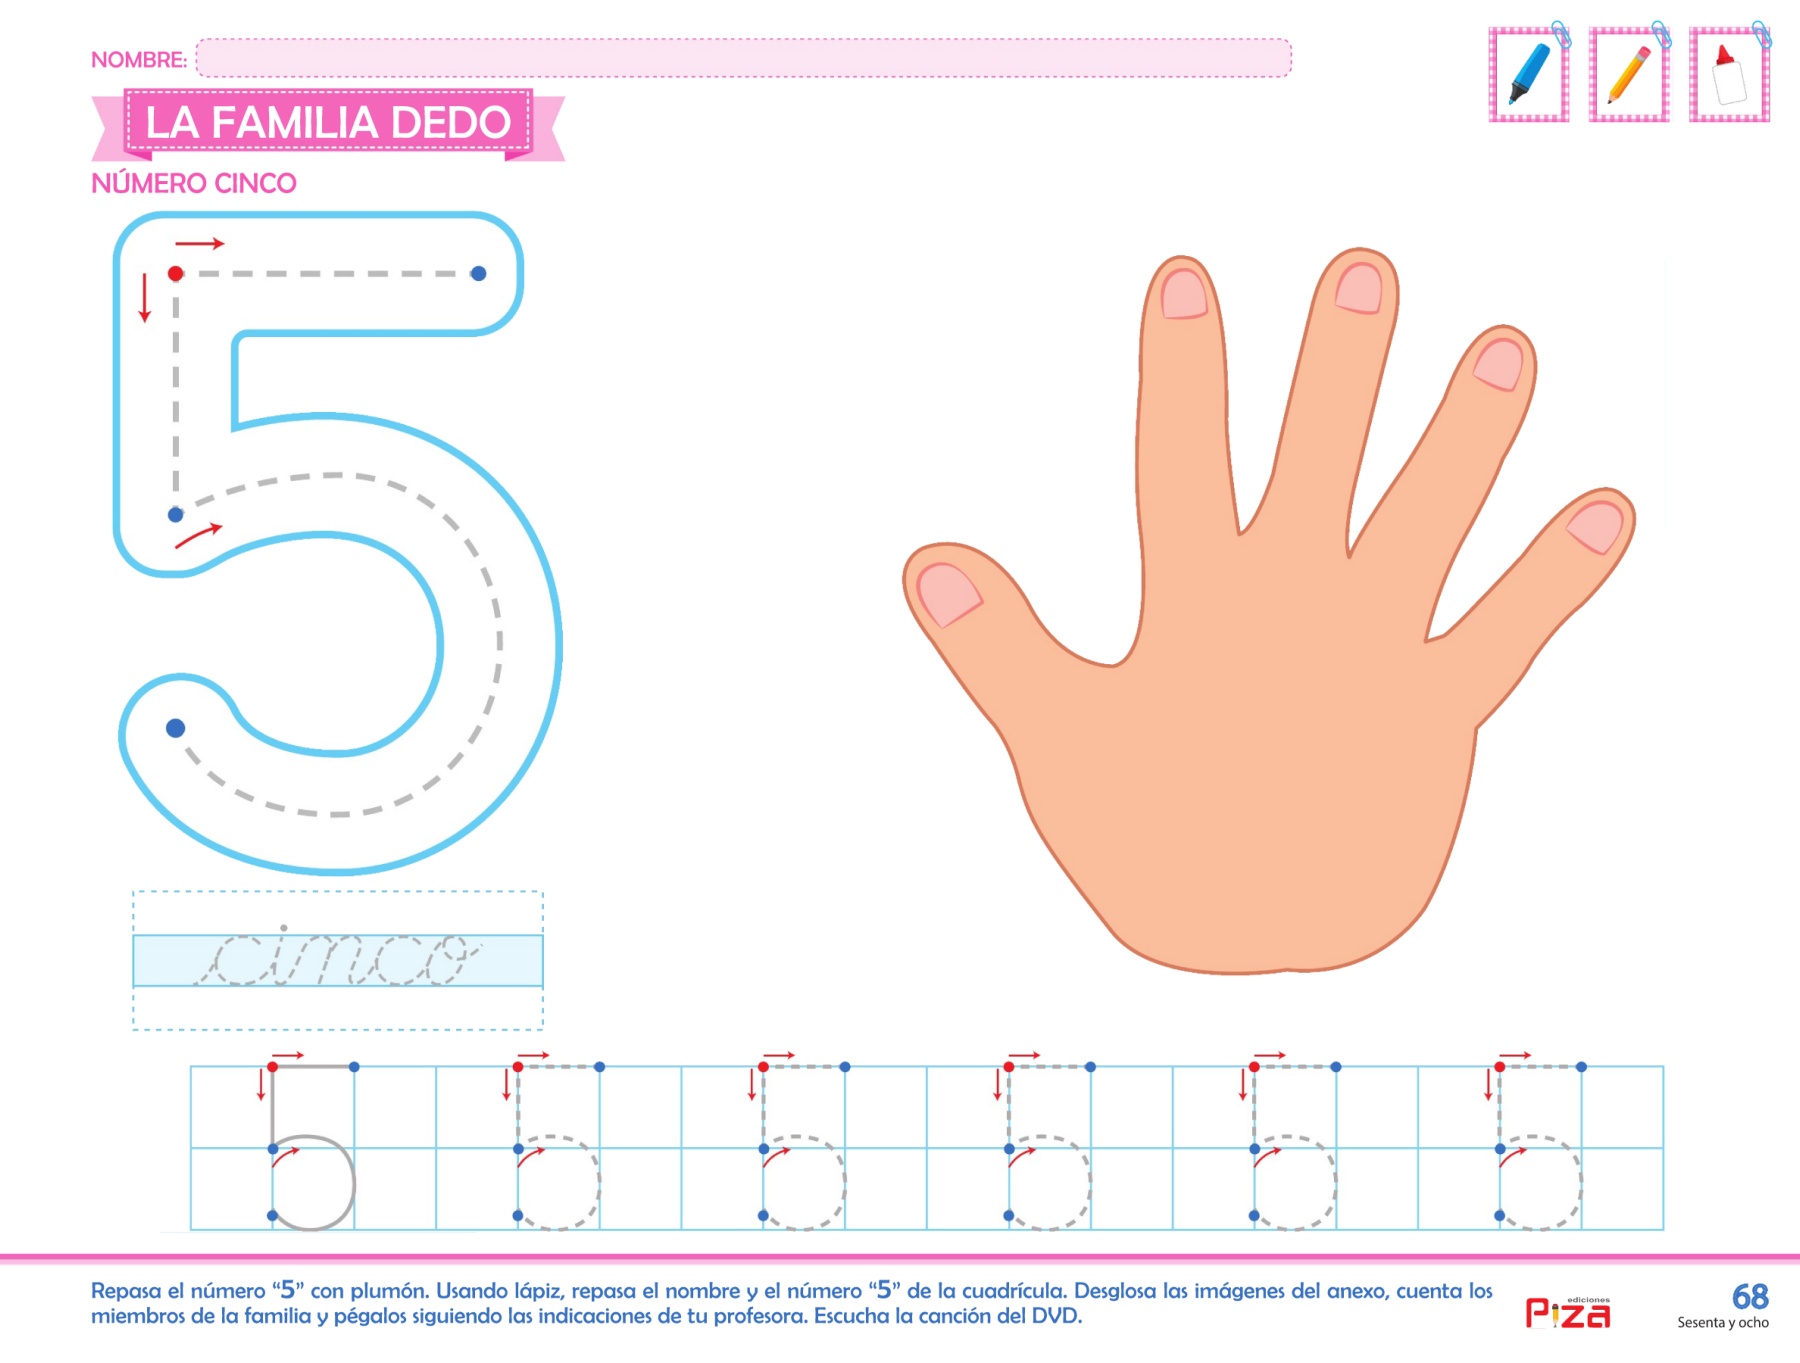 NOMBRE:
LA FAMILIA DEDO
NÚMERO CINCO
5
cinco
5 5 5 5 5 5
Repasa el número “5” con plumón. Usando lápiz, repasa el nombre y el número “5” de la cuadrícula. Desglosa las imágenes del anexo, cuenta los
miembros de la familia y pégalos siguiendo las indicaciones de tu profesora. Escucha la canción del DVD.
ediciones
Piza
68
Sesenta y ocho